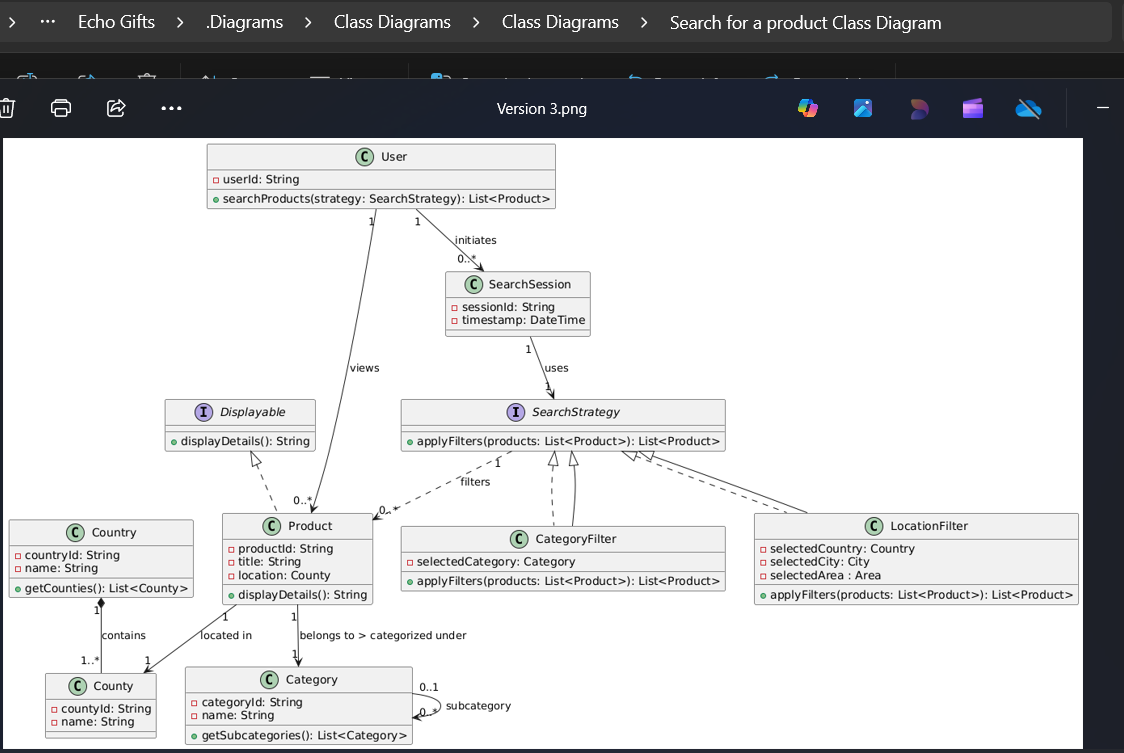 Echo Gifts > .Diagrams > Class Diagrams > Class Diagrams > Search for a product Class Diagram
Version 3.png
C User
userId: String
searchProducts(strategy: SearchStrategy): List<Product>
1
1
initiates
0..*
C SearchSession
sessionId: String
timestamp: DateTime
1
views
uses
1
I Displayable
displayDetails(): String
I SearchStrategy
applyFilters(products: List<Product>): List<Product>
1
filters
0..*
0..*
C Country
countryId: String
name: String
getCounties(): List<County>
C Product
productId: String
title: String
location: County
displayDetails(): String
C CategoryFilter
selectedCategory: Category
applyFilters(products: List<Product>): List<Product>
C LocationFilter
selectedCountry: Country
selectedCity: City
selectedArea : Area
applyFilters(products: List<Product>): List<Product>
1
contains
1..*
1
located in
1
1
belongs to > categorized under
1
C County
countyId: String
name: String
C Category
categoryId: String
name: String
getSubcategories(): List<Category>
0..1
subcategory
0..*